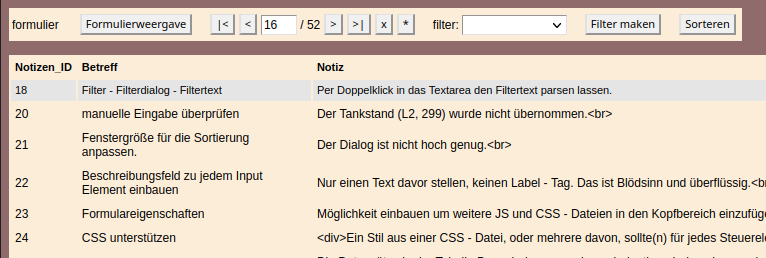 formulier Formulierweergave |< < 16 / 52 > >| x * filter: Filter maken Sorteren
Notizen_ID Betreff Notiz
18 Filter - Filterdialog - Filtertext Per Doppelklick in das Textarea den Filtertext parsen lassen.
20 manuelle Eingabe überprüfen Der Tankstand (L2, 299) wurde nicht übernommen.<br>
21 Fenstergröße für die Sortierung
anpassen. Der Dialog ist nicht hoch genug.<br>
22 Beschreibungsfeld zu jedem Input
Element einbauen Nur einen Text davor stellen, keinen Label - Tag. Das ist Blödsinn und überflüssig.<br
23 Formulareigenschaften Möglichkeit einbauen um weitere JS und CSS - Dateien in den Kopfbereich einzufüge
24 CSS unterstützen <div>Ein Stil aus einer CSS - Datei, oder mehrere davon, sollte(n) für jedes Steuerele